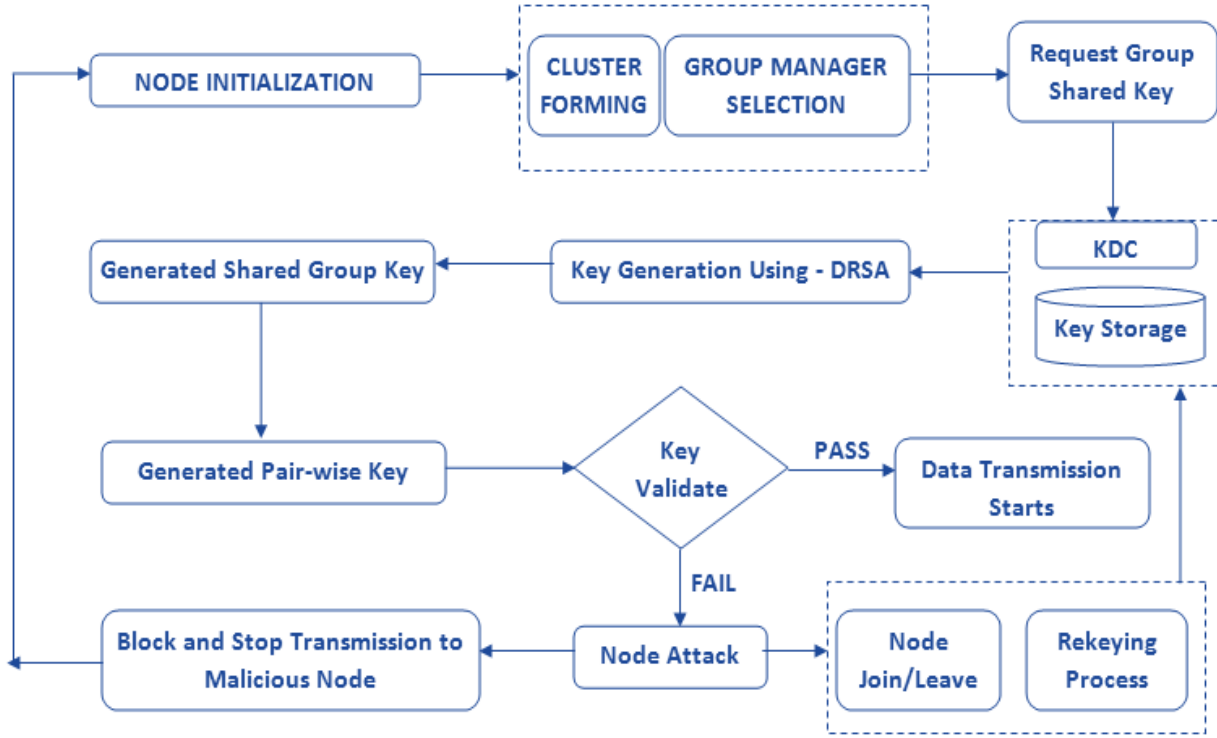 NODE INITIALIZATION
CLUSTER
FORMING
GROUP MANAGER
SELECTION
Request Group
Shared Key
KDC
Key Storage
Key Generation Using - DRSA
Generated Shared Group Key
Generated Pair-wise Key
Key
Validate
PASS
Data Transmission
Starts
FAIL
Node Attack
Block and Stop Transmission to
Malicious Node
Node
Join/Leave
Rekeying
Process